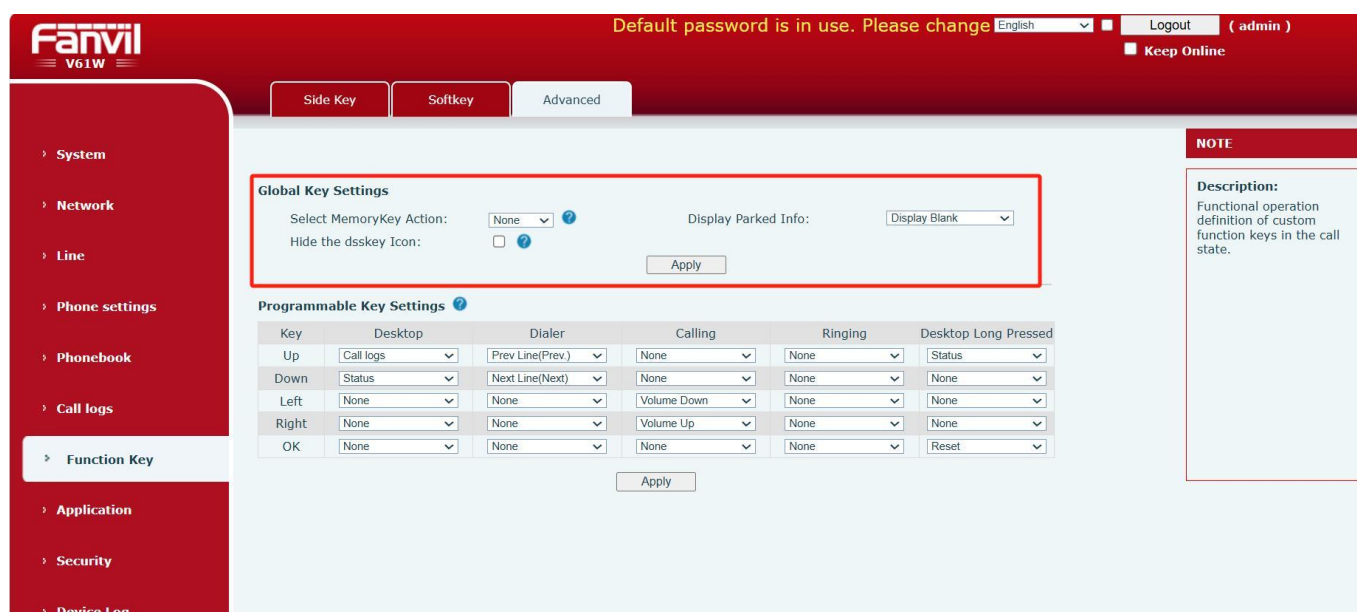 Fanvil
V61W
Default password is in use. Please change English Logout ( admin )
Keep Online
Side Key Softkey Advanced
System
Network
Line
Phone settings
Phonebook
Call logs
Function Key
Application
Security
Device Log
Global Key Settings
Select MemoryKey Action: None ? Display Parked Info: Display Blank
Hide the dsskey Icon: ?
Apply
Programmable Key Settings ?
Key Desktop Dialer Calling Ringing Desktop Long Pressed
Up Call logs Prev Line(Prev.) None None Status
Down Status Next Line(Next) None None None
Left None None Volume Down None None
Right None None Volume Up None None
OK None None None None Reset
Apply
NOTE
Description:
Functional operation
definition of custom
function keys in the call
state.